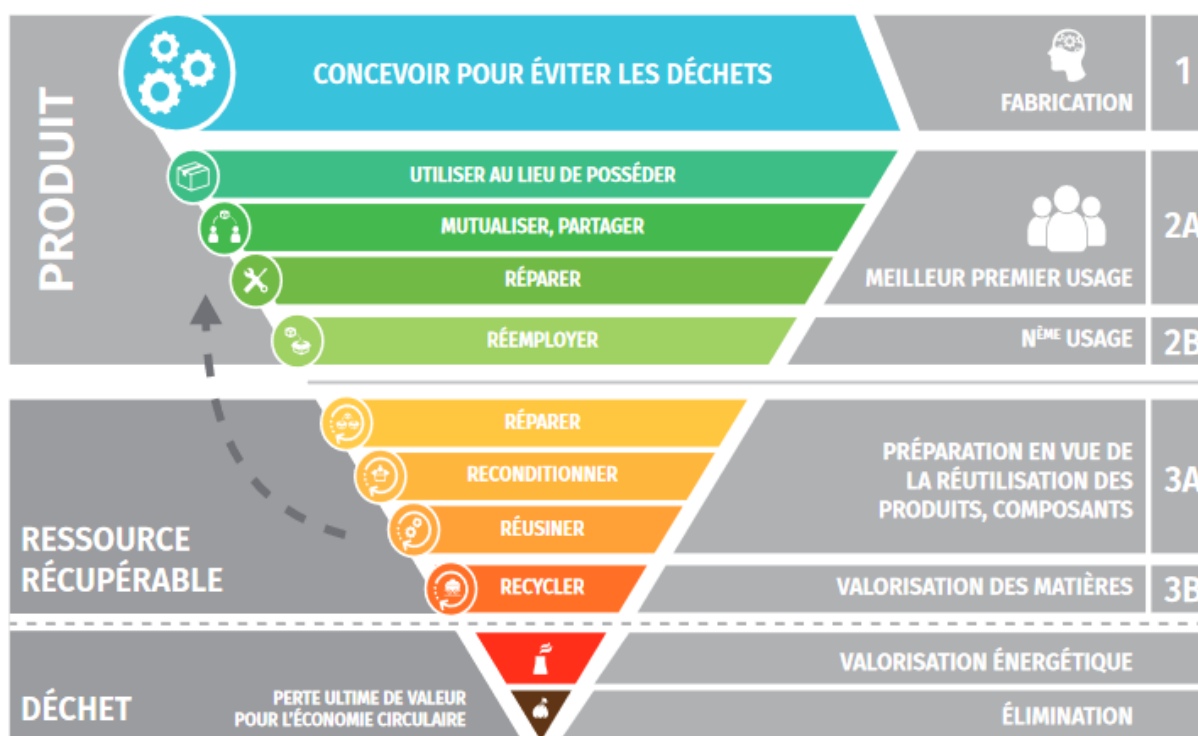 PRODUIT
CONCEVOIR POUR ÉVITER LES DÉCHETS
FABRICATION
1
UTILISER AU LIEU DE POSSÉDER
MUTUALISER, PARTAGER
RÉPARER
MEILLEUR PREMIER USAGE
2A
RÉEMPLOYER
NÈME USAGE
2B
RESSOURCE
RÉCUPÉRABLE
RÉPARER
RECONDITIONNER
RÉUSINER
PRÉPARATION EN VUE DE
LA RÉUTILISATION DES
PRODUITS, COMPOSANTS
3A
RECYCLER
VALORISATION DES MATIÈRES
3B
DÉCHET
PERTE ULTIME DE VALEUR
POUR L'ÉCONOMIE CIRCULAIRE
VALORISATION ÉNERGÉTIQUE
ÉLIMINATION